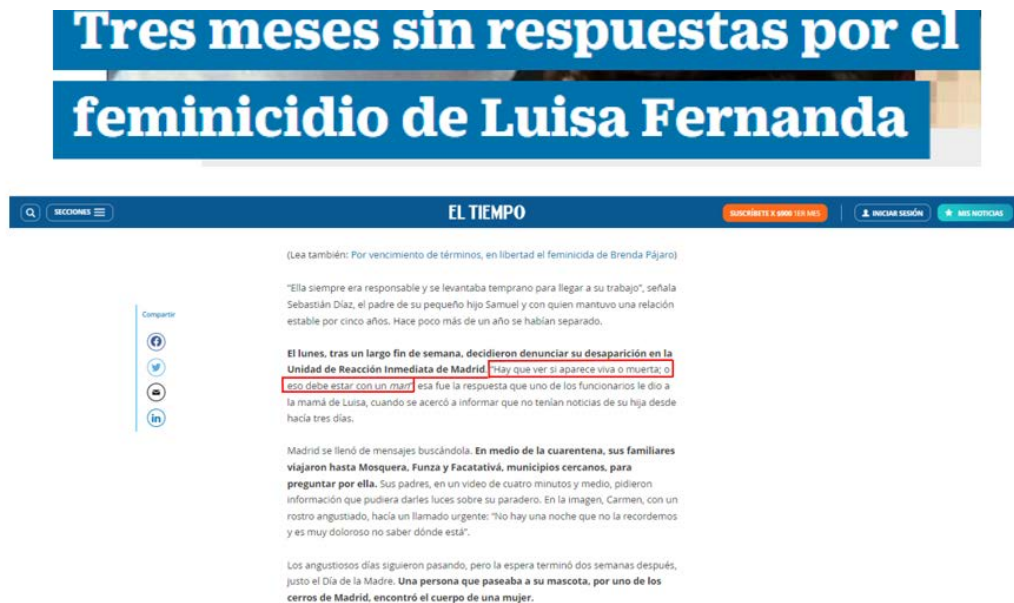 Tres meses sin respuestas por el
feminicidio de Luisa Fernanda
SECCIONES
EL TIEMPO
SUSCRÍBETE X $900 1ER MES
INICIAR SESIÓN
MIS NOTICIAS
(Lea también: Por vencimiento de términos, en libertad el feminicida de Brenda Pájaro)
"Ella siempre era responsable y se levantaba temprano para llegar a su trabajo", señala
Sebastián Díaz, el padre de su pequeño hijo Samuel y con quien mantuvo una relación
estable por cinco años. Hace poco más de un año se habían separado.
Compartir
El lunes, tras un largo fin de semana, decidieron denunciar su desaparición en la
Unidad de Reacción Inmediata de Madrid. "Hay que ver si aparece viva o muerta; o
eso debe estar con un man", esa fue la respuesta que uno de los funcionarios le dio a
la mamá de Luisa, cuando se acercó a informar que no tenían noticias de su hija desde
hacía tres días.
Madrid se llenó de mensajes buscándola. En medio de la cuarentena, sus familiares
viajaron hasta Mosquera, Funza y Facatativá, municipios cercanos, para
preguntar por ella. Sus padres, en un video de cuatro minutos y medio, pidieron
información que pudiera darles luces sobre su paradero. En la imagen, Carmen, con un
rostro angustiado, hacía un llamado urgente: "No hay una noche que no la recordemos
y es muy doloroso no saber dónde está".
Los angustiosos días siguieron pasando, pero la espera terminó dos semanas después,
justo el Día de la Madre. Una persona que paseaba a su mascota, por uno de los
cerros de Madrid, encontró el cuerpo de una mujer.